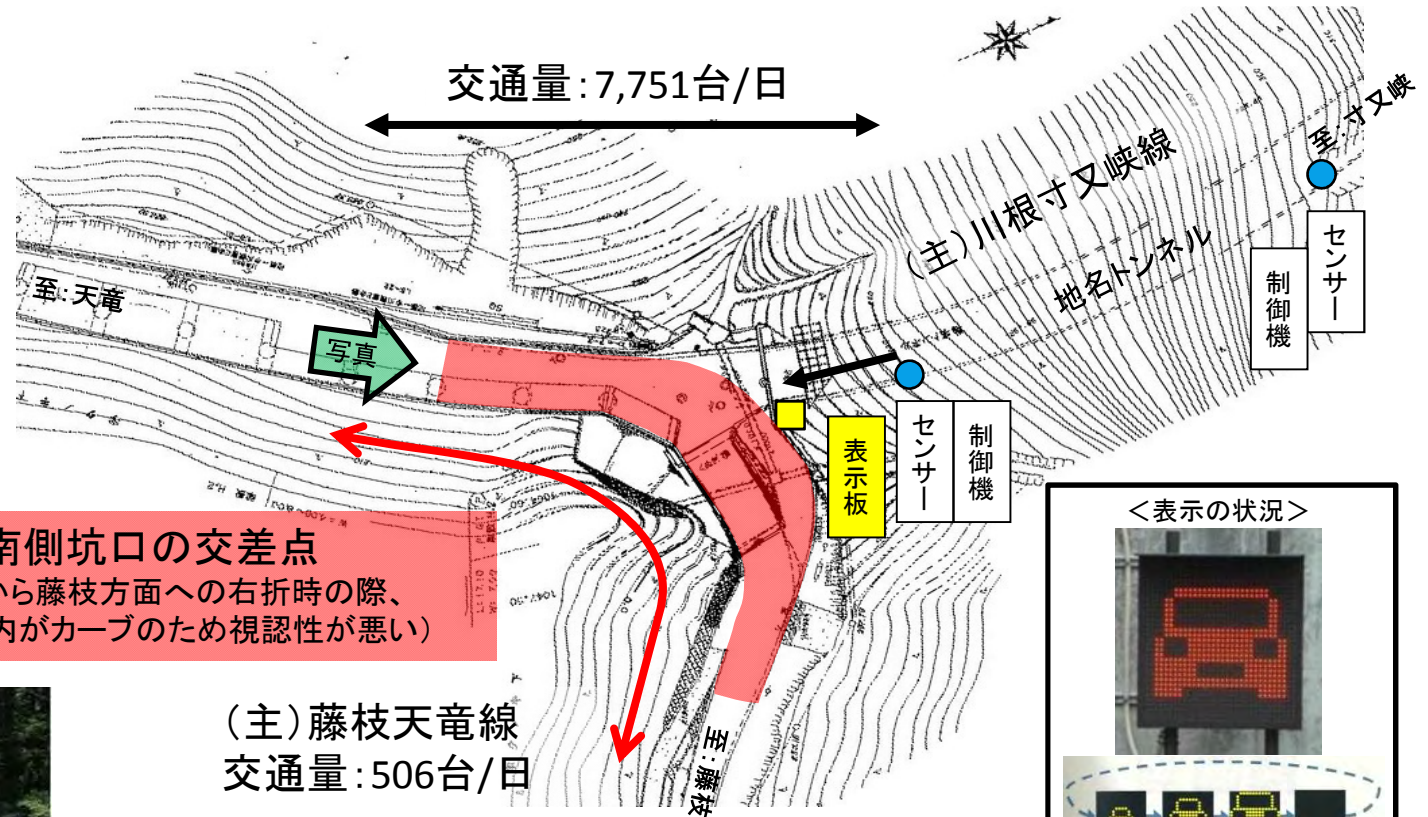 交通量:7,751台/日
至:寸又峡
(主)川根寸又峡線
地名トンネル
センサー
制御機
至:天竜
写真
表示板
センサー
制御機
<表示の状況>
南側坑口の交差点
から藤枝方面への右折時の際、
内がカーブのため視認性が悪い)
(主)藤枝天竜線
交通量:506台/日
至:藤枝